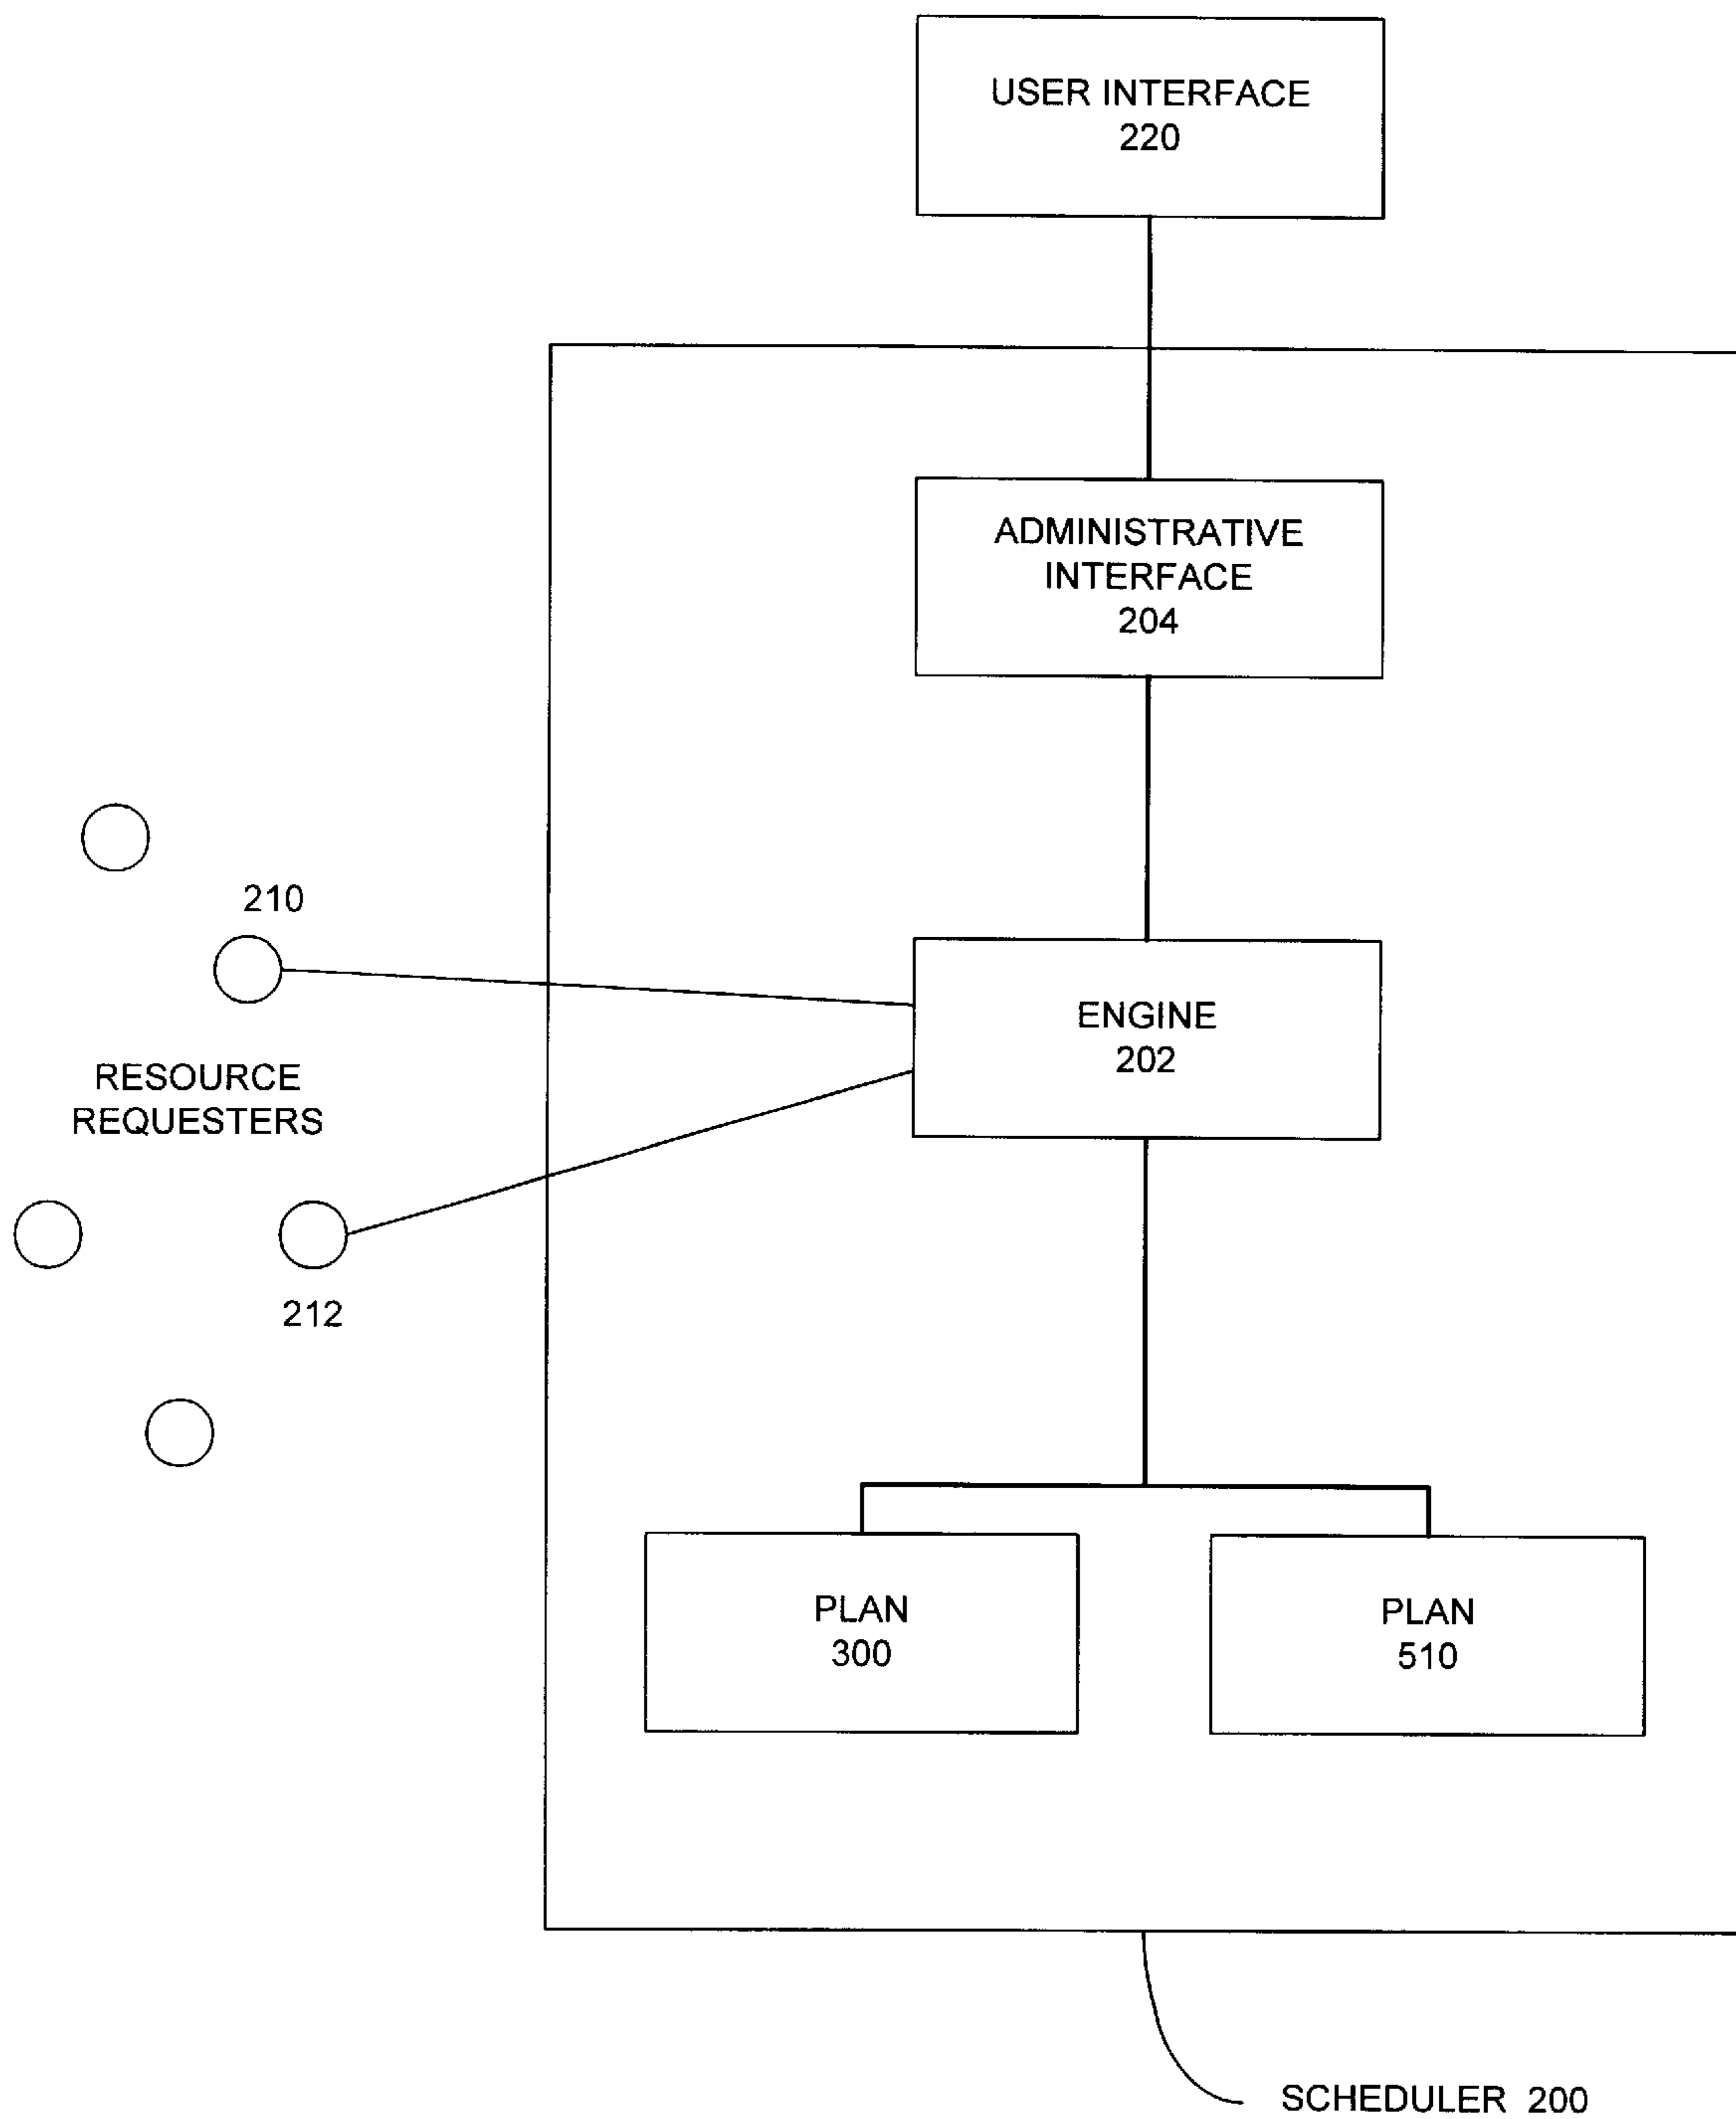 USER INTERFACE
220
ADMINISTRATIVE
INTERFACE
204
210
ENGINE
202
RESOURCE
REQUESTERS
212
PLAN
300
PLAN
510
SCHEDULER 200